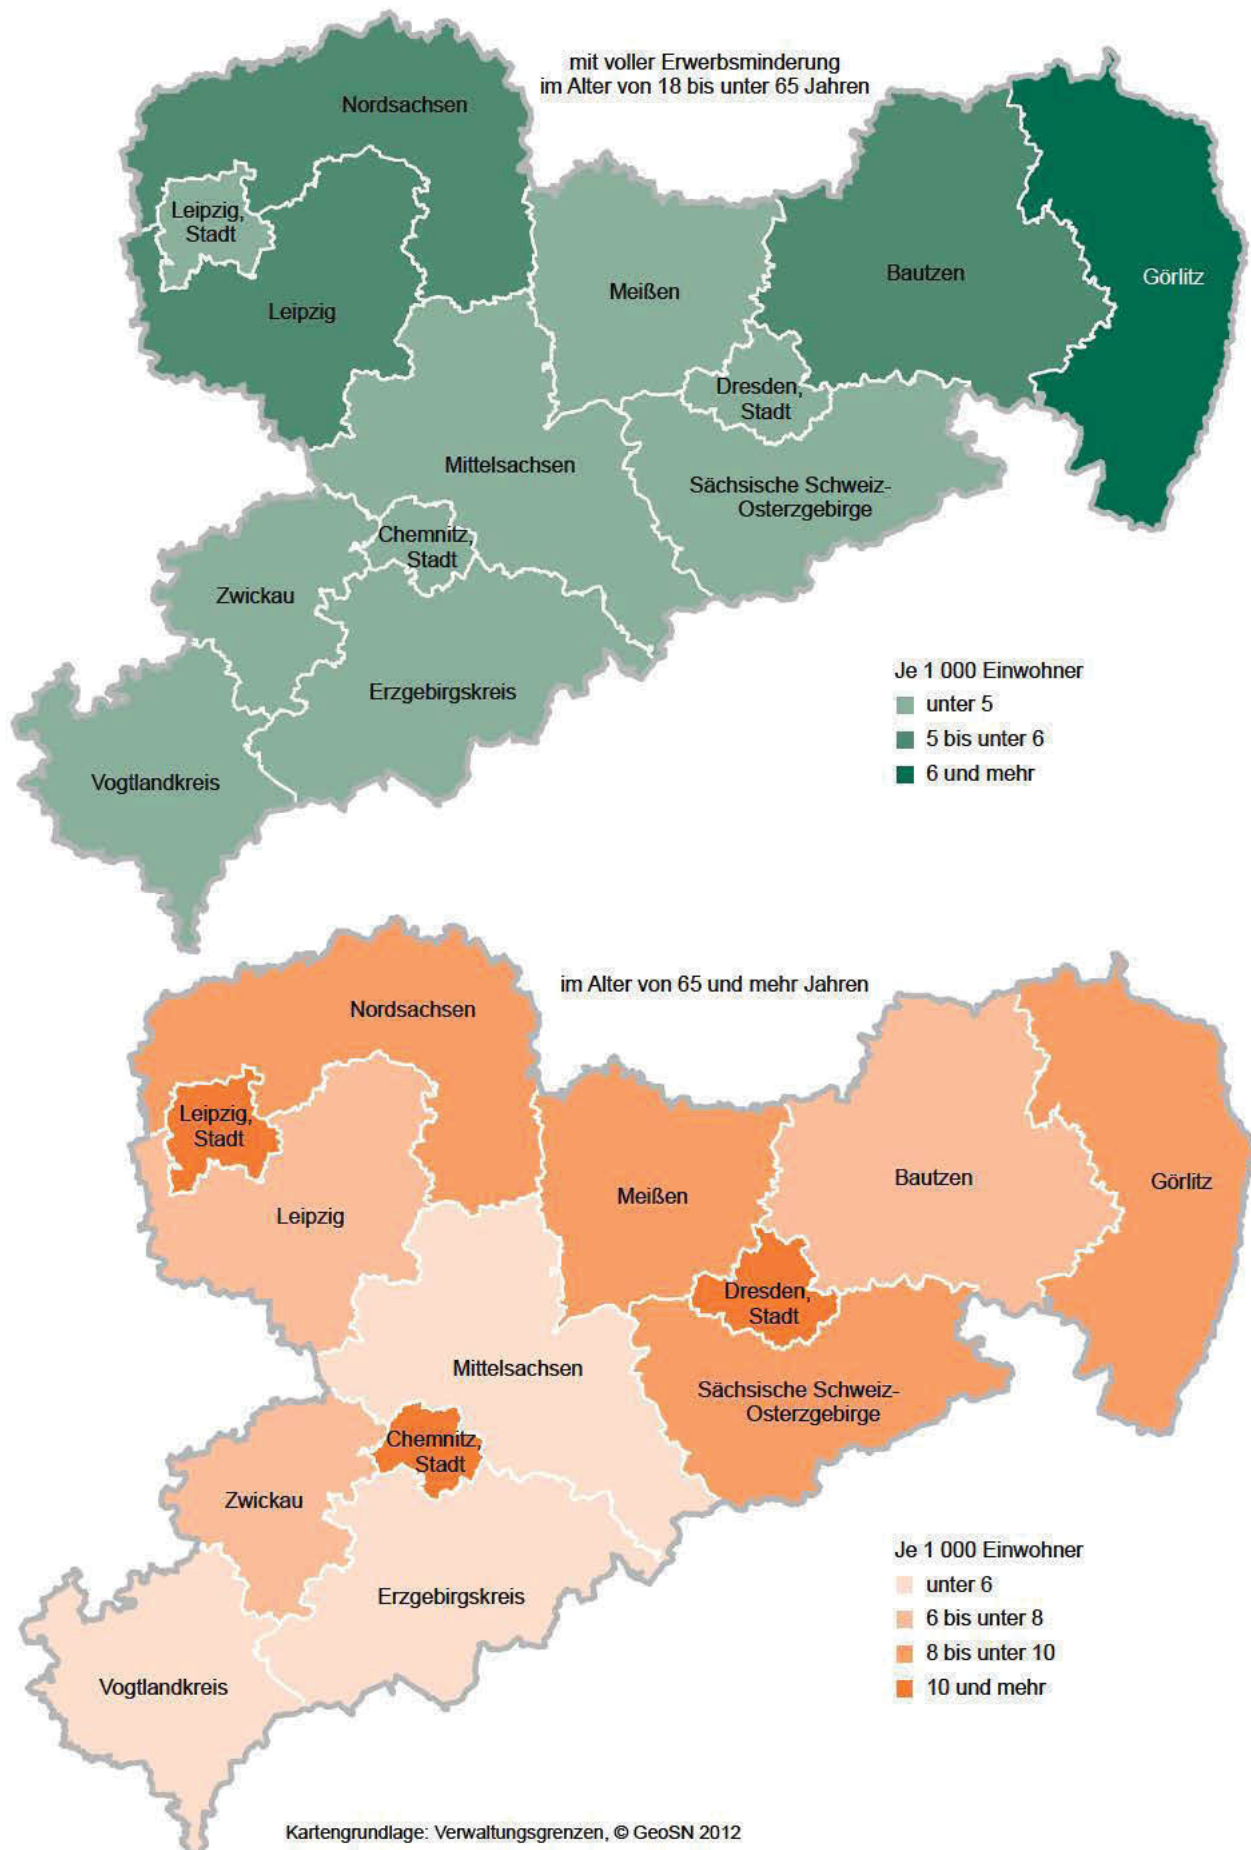 mit voller Erwerbsminderung
im Alter von 18 bis unter 65 Jahren
Nordsachsen
Leipzig,
Stadt
Leipzig
Meißen
Bautzen
Görlitz
Dresden,
Stadt
Mittelsachsen
Sächsische Schweiz-
Osterzgebirge
Chemnitz,
Stadt
Zwickau
Erzgebirgskreis
Vogtlandkreis
Je 1 000 Einwohner
unter 5
5 bis unter 6
6 und mehr
im Alter von 65 und mehr Jahren
Nordsachsen
Leipzig,
Stadt
Leipzig
Meißen
Bautzen
Görlitz
Dresden,
Stadt
Mittelsachsen
Sächsische Schweiz-
Osterzgebirge
Chemnitz,
Stadt
Zwickau
Erzgebirgskreis
Vogtlandkreis
Je 1 000 Einwohner
unter 6
6 bis unter 8
8 bis unter 10
10 und mehr
Kartengrundlage: Verwaltungsgrenzen, © GeoSN 2012